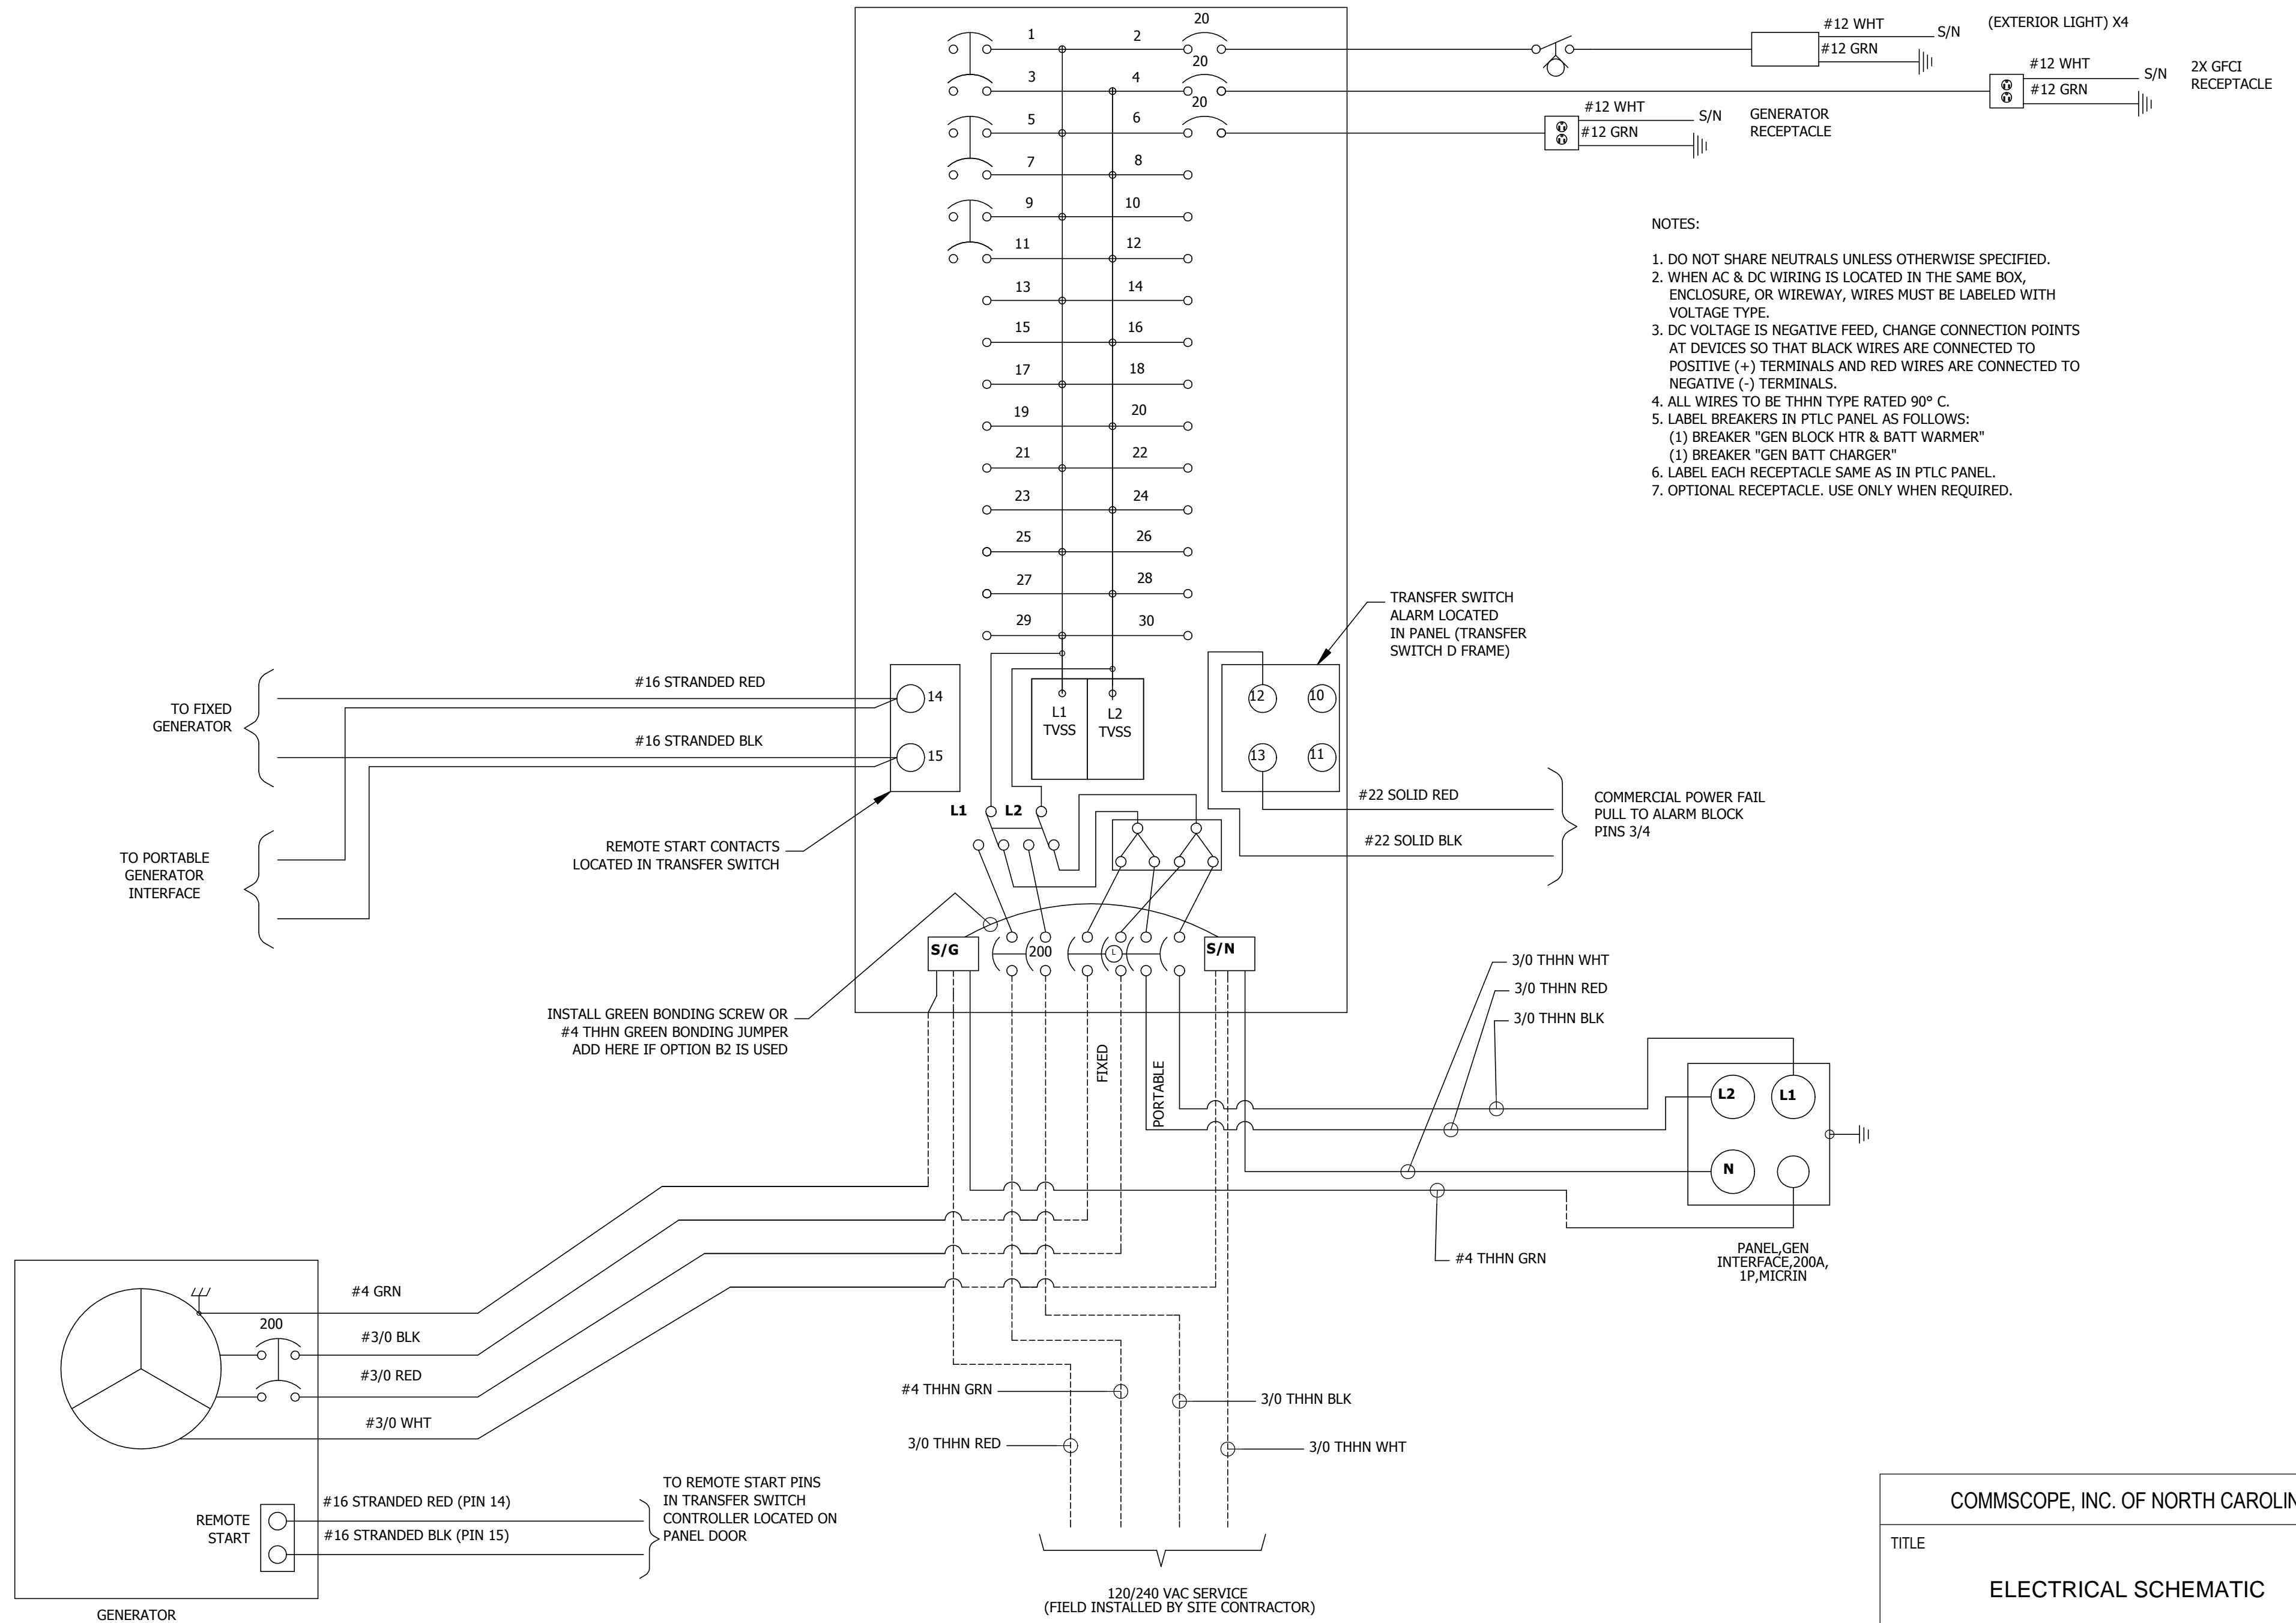 20
1
2
#12 WHT
S/N
(EXTERIOR LIGHT) X4
#12 GRN
20
3
4
#12 WHT
S/N
2X GFCI
RECEPTACLE
#12 GRN
20
5
6
#12 WHT
S/N
GENERATOR
RECEPTACLE
#12 GRN
7
8
9
10
11
12
13
14
15
16
17
18
19
20
21
22
23
24
25
26
27
28
29
30
NOTES:
1. DO NOT SHARE NEUTRALS UNLESS OTHERWISE SPECIFIED.
2. WHEN AC & DC WIRING IS LOCATED IN THE SAME BOX,
ENCLOSURE, OR WIREWAY, WIRES MUST BE LABELED WITH
VOLTAGE TYPE.
3. DC VOLTAGE IS NEGATIVE FEED, CHANGE CONNECTION POINTS
AT DEVICES SO THAT BLACK WIRES ARE CONNECTED TO
POSITIVE (+) TERMINALS AND RED WIRES ARE CONNECTED TO
NEGATIVE (-) TERMINALS.
4. ALL WIRES TO BE THHN TYPE RATED 90° C.
5. LABEL BREAKERS IN PTLC PANEL AS FOLLOWS:
(1) BREAKER "GEN BLOCK HTR & BATT WARMER"
(1) BREAKER "GEN BATT CHARGER"
6. LABEL EACH RECEPTACLE SAME AS IN PTLC PANEL.
7. OPTIONAL RECEPTACLE. USE ONLY WHEN REQUIRED.
TRANSFER SWITCH
ALARM LOCATED
IN PANEL (TRANSFER
SWITCH D FRAME)
TO FIXED
GENERATOR
#16 STRANDED RED
14
#16 STRANDED BLK
15
L1
TVSS
L2
TVSS
12
10
13
11
TO PORTABLE
GENERATOR
INTERFACE
REMOTE START CONTACTS
LOCATED IN TRANSFER SWITCH
L1
L2
#22 SOLID RED
#22 SOLID BLK
COMMERCIAL POWER FAIL
PULL TO ALARM BLOCK
PINS 3/4
S/G
200
L
S/N
INSTALL GREEN BONDING SCREW OR
#4 THHN GREEN BONDING JUMPER
ADD HERE IF OPTION B2 IS USED
FIXED
PORTABLE
3/0 THHN WHT
3/0 THHN RED
3/0 THHN BLK
L2
L1
N
#4 THHN GRN
PANEL,GEN
INTERFACE,200A,
1P,MICRIN
#4 GRN
200
#3/0 BLK
#3/0 RED
#3/0 WHT
#4 THHN GRN
3/0 THHN BLK
3/0 THHN RED
3/0 THHN WHT
REMOTE
START
#16 STRANDED RED (PIN 14)
#16 STRANDED BLK (PIN 15)
TO REMOTE START PINS
IN TRANSFER SWITCH
CONTROLLER LOCATED ON
PANEL DOOR
GENERATOR
120/240 VAC SERVICE
(FIELD INSTALLED BY SITE CONTRACTOR)
COMMSCOPE, INC. OF NORTH CAROLIN
TITLE
ELECTRICAL SCHEMATIC